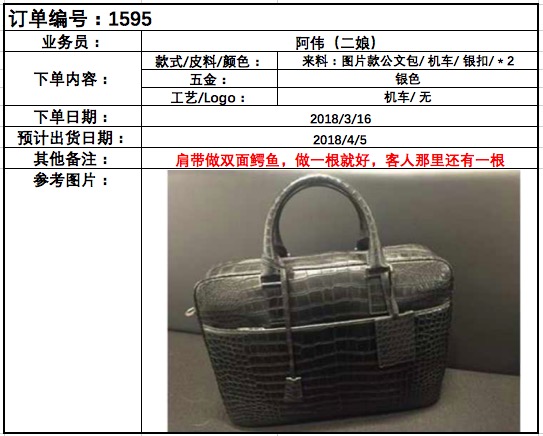 订单编号：1595
业务员： 阿伟（二娘）
下单内容： 款式/皮料/颜色： 来料：图片款公文包/ 机车/ 银扣/ * 2
五金： 银色
工艺/Logo： 机车/ 无
下单日期： 2018/3/16
预计出货日期： 2018/4/5
其他备注： 肩带做双面鳄鱼，做一根就好，客人那里还有一根
参考图片：